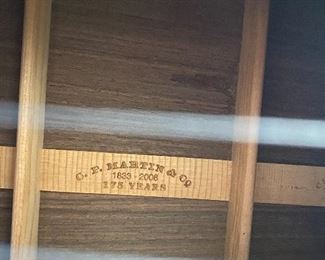 C. F. MARTIN & CO
1833 - 2008
175 YEARS